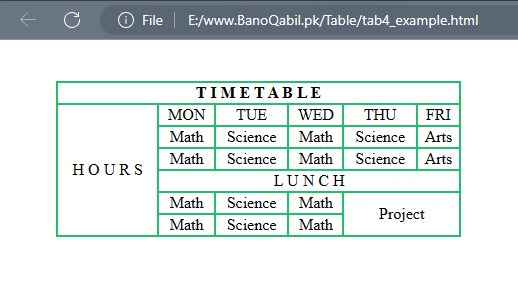 File E:/www.BanoQabil.pk/Table/tab4_example.html
T I M E T A B L E
MON TUE WED THU FRI
Math Science Math Science Arts
Math Science Math Science Arts
H O U R S
L U N C H
Math Science Math
Project
Math Science Math